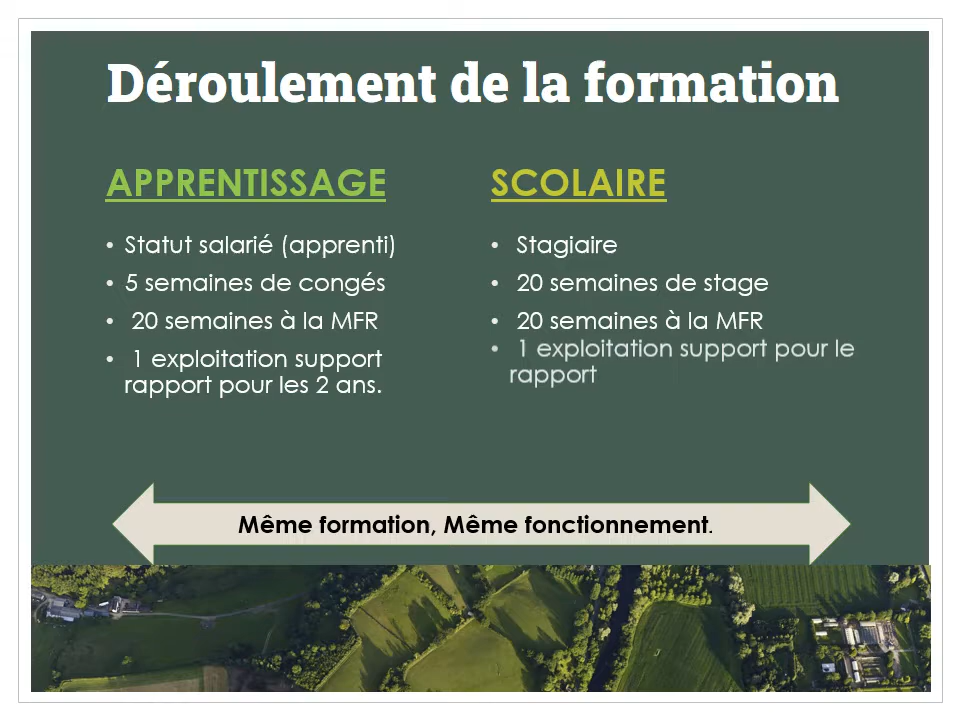 Déroulement de la formation
APPRENTISSAGE
• Statut salarié (apprenti)
• 5 semaines de congés
• 20 semaines à la MFR
• 1 exploitation support
rapport pour les 2 ans.
SCOLAIRE
• Stagiaire
• 20 semaines de stage
• 20 semaines à la MFR
• 1 exploitation support pour le
rapport
Même formation, Même fonctionnement.